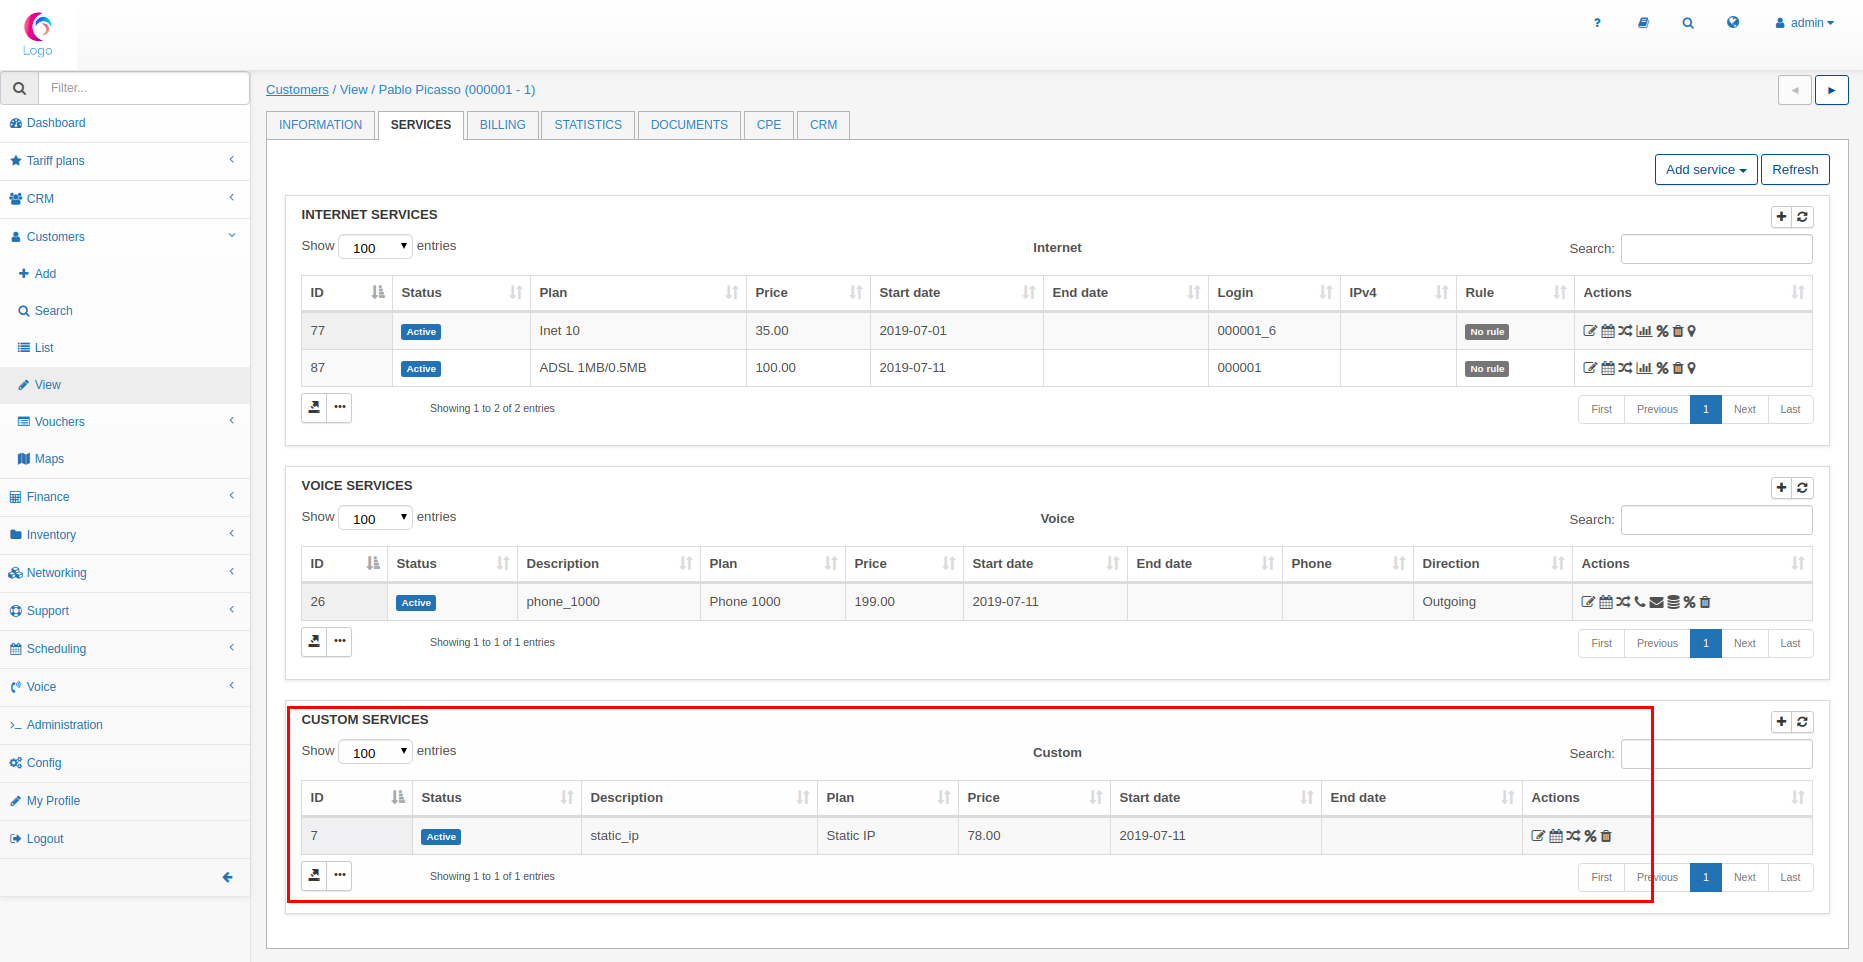 Logo
?
admin
Filter...
Customers / View / Pablo Picasso (000001 - 1)
Dashboard
Tariff plans
CRM
Customers
Add
Search
List
View
Vouchers
Maps
Finance
Inventory
Networking
Support
Scheduling
Voice
Administration
Config
My Profile
Logout
INFORMATION SERVICES BILLING STATISTICS DOCUMENTS CPE CRM
Add service Refresh
INTERNET SERVICES
Show 100 entries Internet Search:
ID Status Plan Price Start date End date Login IPv4 Rule Actions
77 Active Inet 10 35.00 2019-07-01 000001_6 No rule
87 Active ADSL 1MB/0.5MB 100.00 2019-07-11 000001 No rule
Showing 1 to 2 of 2 entries First Previous 1 Next Last
VOICE SERVICES
Show 100 entries Voice Search:
ID Status Description Plan Price Start date End date Phone Direction Actions
26 Active phone_1000 Phone 1000 199.00 2019-07-11 Outgoing
Showing 1 to 1 of 1 entries First Previous 1 Next Last
CUSTOM SERVICES
Show 100 entries Custom Search:
ID Status Description Plan Price Start date End date Actions
7 Active static_ip Static IP 78.00 2019-07-11
Showing 1 to 1 of 1 entries First Previous 1 Next Last